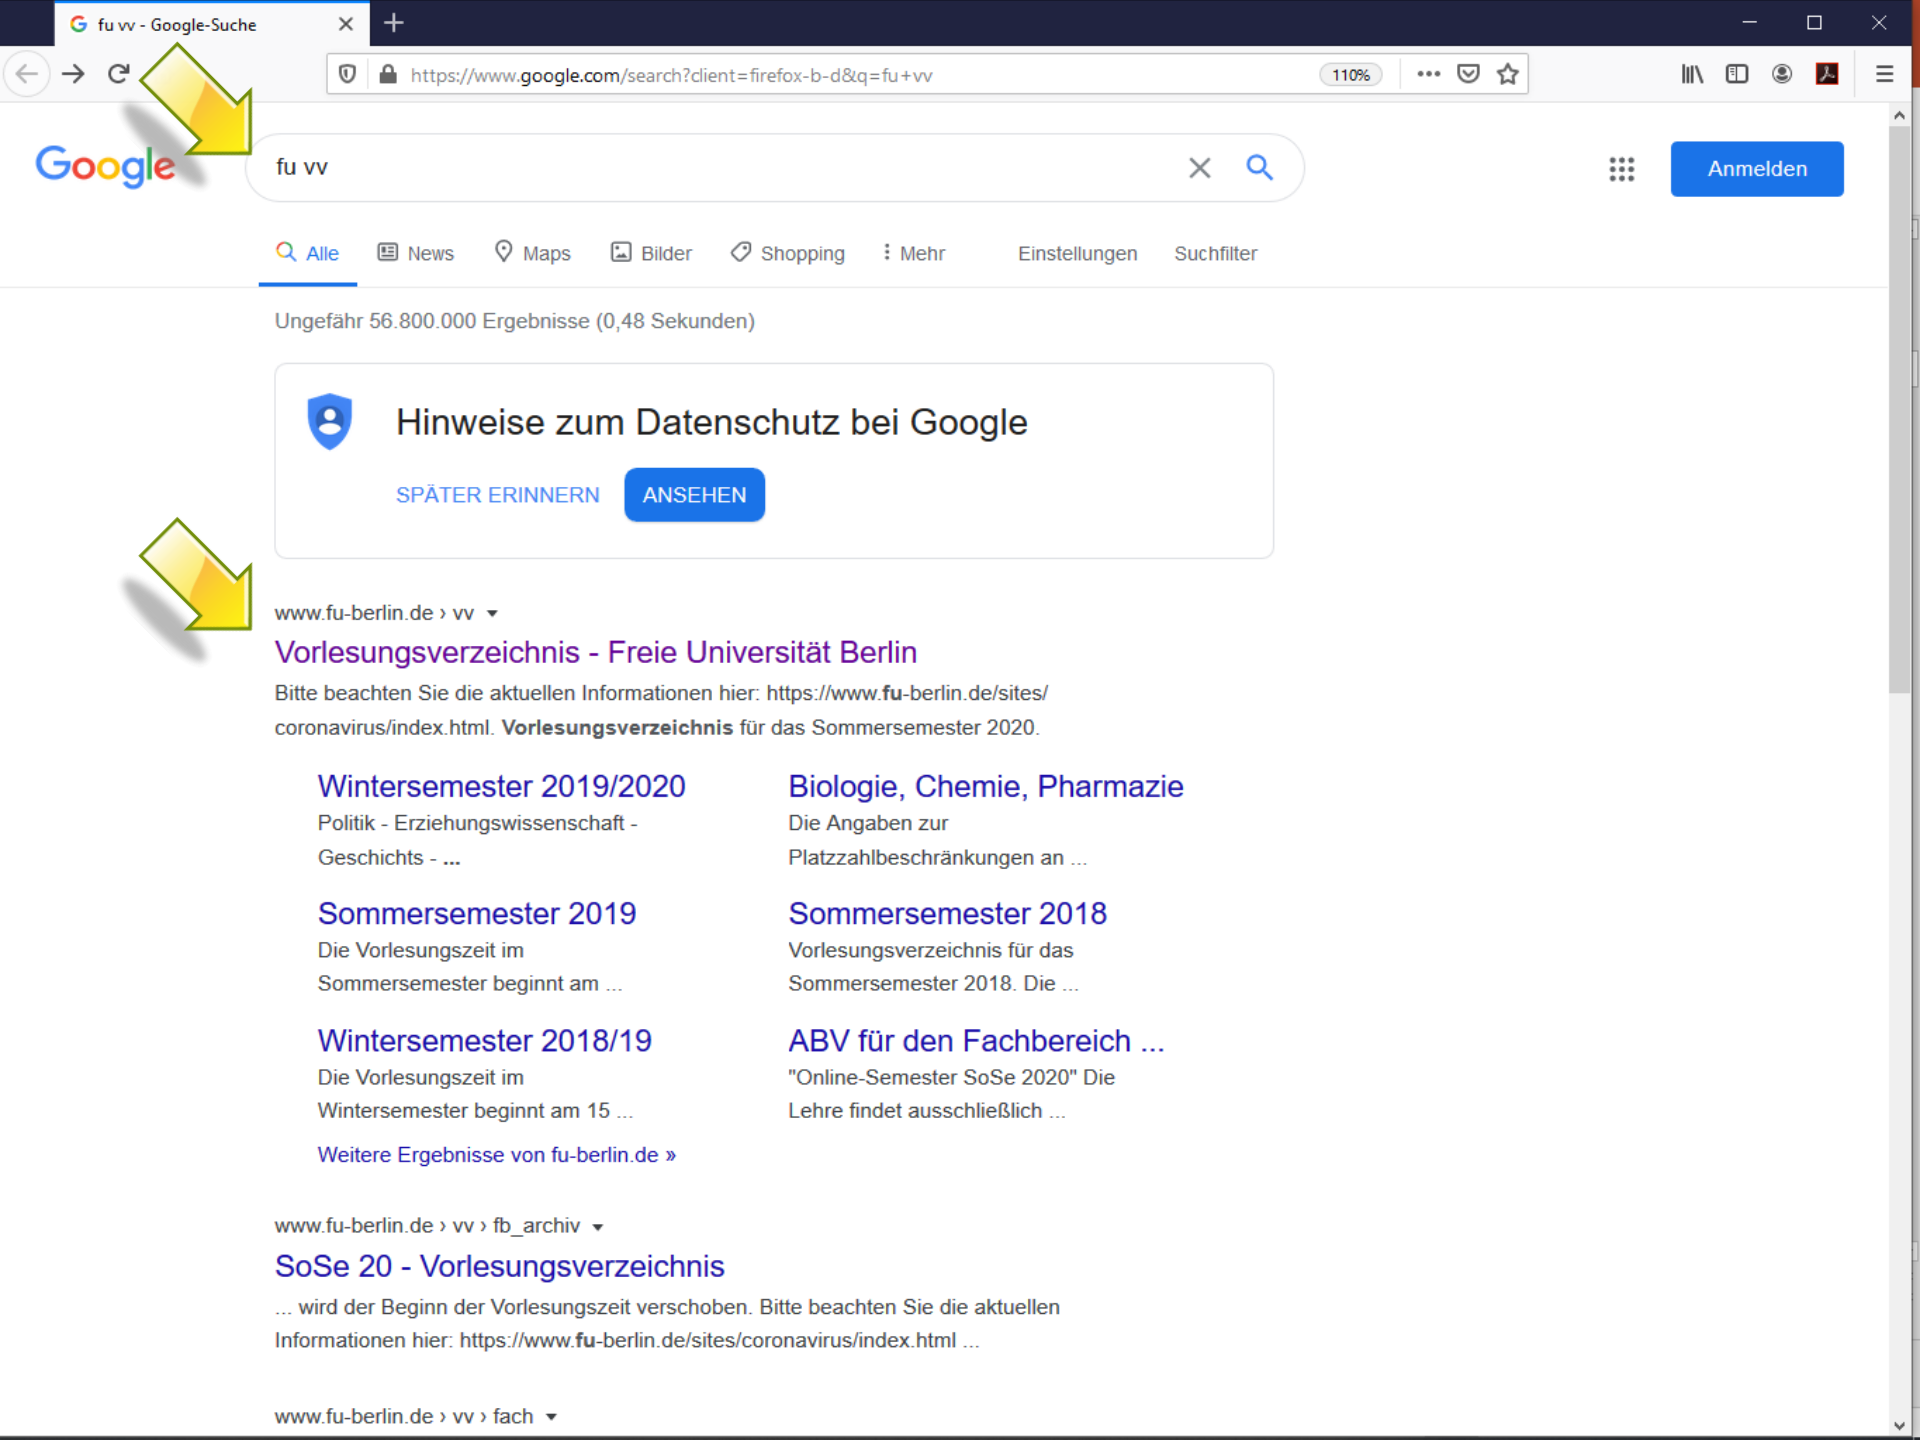 fu vv - Google-Suche
https://www.google.com/search?client=firefox-b-d&q=fu+vv
110%
Google
fu vv
Anmelden
Alle
News
Maps
Bilder
Shopping
Mehr
Einstellungen
Suchfilter
Ungefähr 56.800.000 Ergebnisse (0,48 Sekunden)
Hinweise zum Datenschutz bei Google
SPÄTER ERINNERN
ANSEHEN
www.fu-berlin.de › vv
Vorlesungsverzeichnis - Freie Universität Berlin
Bitte beachten Sie die aktuellen Informationen hier: https://www.fu-berlin.de/sites/
coronavirus/index.html. Vorlesungsverzeichnis für das Sommersemester 2020.
Wintersemester 2019/2020
Politik - Erziehungswissenschaft -
Geschichts - ...
Biologie, Chemie, Pharmazie
Die Angaben zur
Platzzahlbeschränkungen an ...
Sommersemester 2019
Die Vorlesungszeit im
Sommersemester beginnt am ...
Sommersemester 2018
Vorlesungsverzeichnis für das
Sommersemester 2018. Die ...
Wintersemester 2018/19
Die Vorlesungszeit im
Wintersemester beginnt am 15 ...
ABV für den Fachbereich ...
"Online-Semester SoSe 2020" Die
Lehre findet ausschließlich ...
Weitere Ergebnisse von fu-berlin.de »
www.fu-berlin.de › vv › fb_archiv
SoSe 20 - Vorlesungsverzeichnis
... wird der Beginn der Vorlesungszeit verschoben. Bitte beachten Sie die aktuellen
Informationen hier: https://www.fu-berlin.de/sites/coronavirus/index.html ...
www.fu-berlin.de › vv › fach